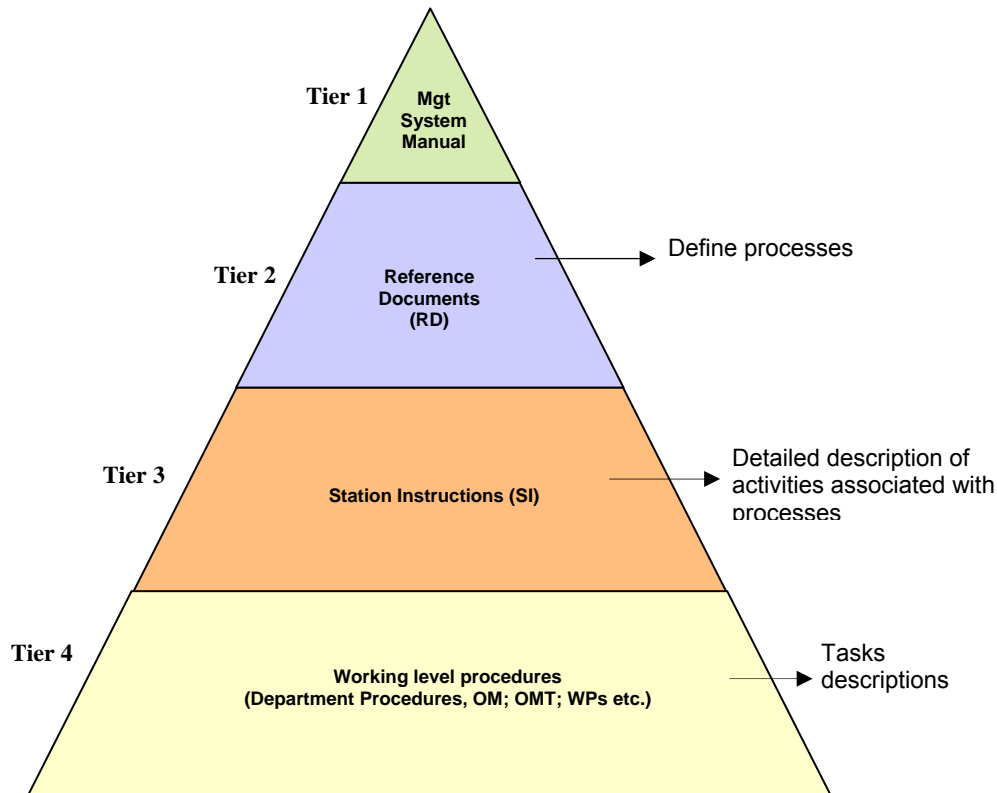 Tier 1
Mgt
System
Manual
Tier 2
Reference
Documents
(RD)
Define processes
Tier 3
Station Instructions (SI)
Detailed description of
activities associated with
processes
Tier 4
Working level procedures
(Department Procedures, OM; OMT; WPs etc.)
Tasks
descriptions